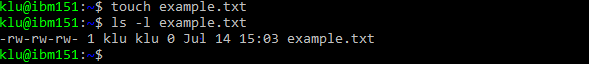 klu@ibm151:~$ touch example.txt
klu@ibm151:~$ ls -l example.txt
-rw-rw-rw- 1 klu klu 0 Jul 14 15:03 example.txt
klu@ibm151:~$